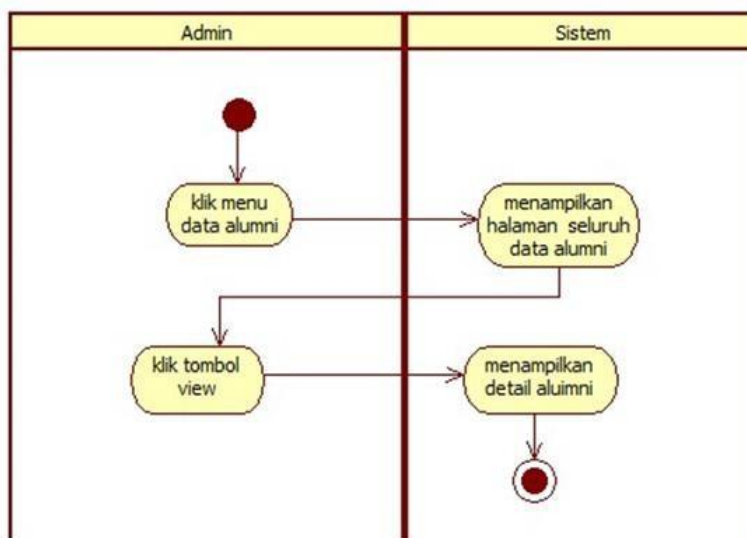 Admin
Sistem
klik menu
data alumni
menampilkan
halaman seluruh
data alumni
klik tombol
view
menampilkan
detail aluimni